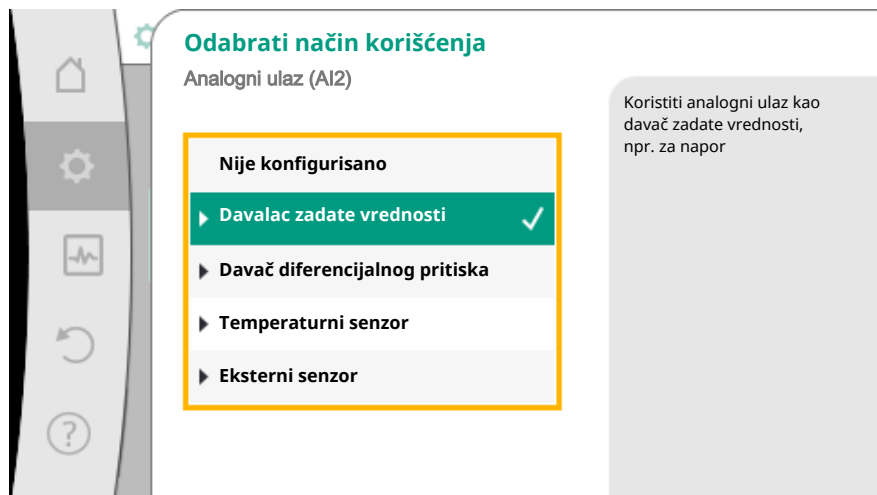 Odabrati način korišćenja
Analogni ulaz (AI2)
Nije konfigurisano
Davalac zadate vrednosti
Davač diferencijalnog pritiska
Temperaturni senzor
Eksterni senzor
Koristiti analogni ulaz kao
davač zadate vrednosti,
npr. za napor
?